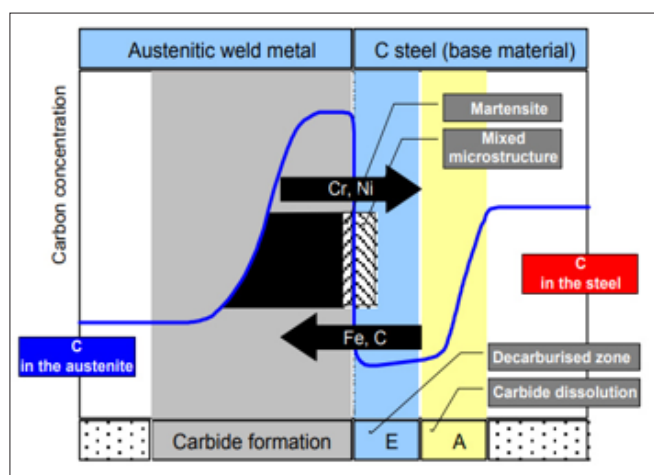 Austenitic weld metal
C steel (base material)
Carbon concentration
Martensite
Mixed
microstructure
Cr, Ni
C
in the steel
Fe, C
C
in the austenite
Decarburised zone
Carbide dissolution
Carbide formation
E
A